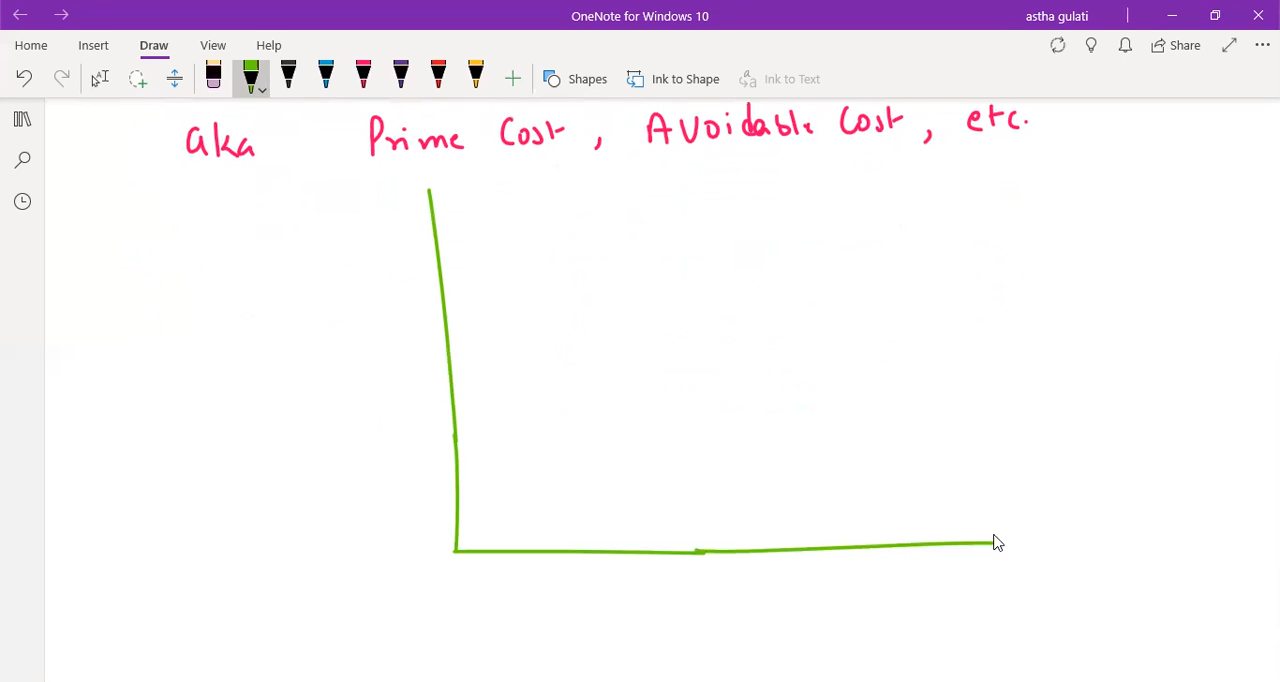 OneNote for Windows 10
astha gulati
Home Insert Draw View Help
Share
Shapes Ink to Shape Ink to Text
aka Prime Cost, Avoidable Cost, etc.